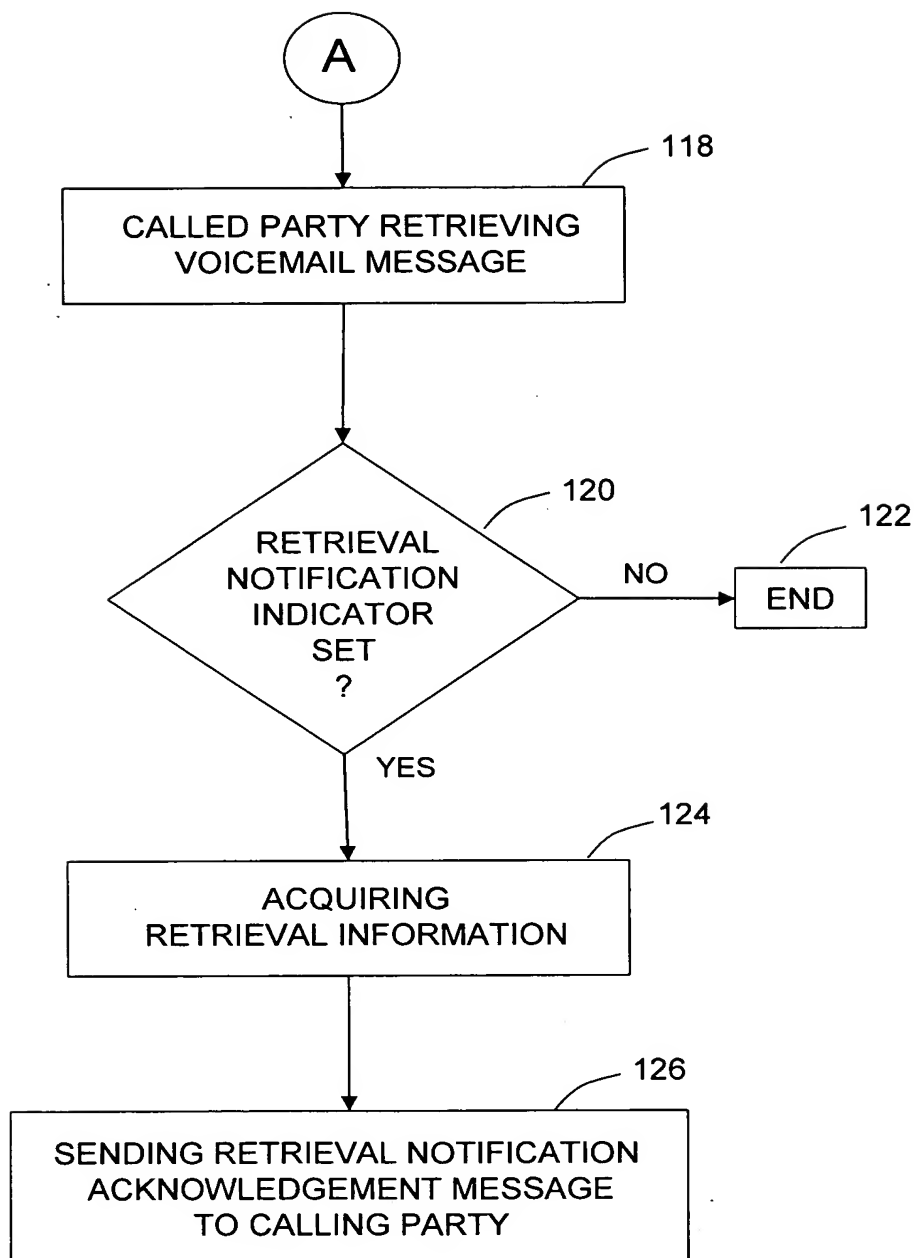 A
118
CALLED PARTY RETRIEVING
VOICEMAIL MESSAGE
120
RETRIEVAL
NOTIFICATION
INDICATOR
SET
?
NO
122
END
YES
124
ACQUIRING
RETRIEVAL INFORMATION
126
SENDING RETRIEVAL NOTIFICATION
ACKNOWLEDGEMENT MESSAGE
TO CALLING PARTY